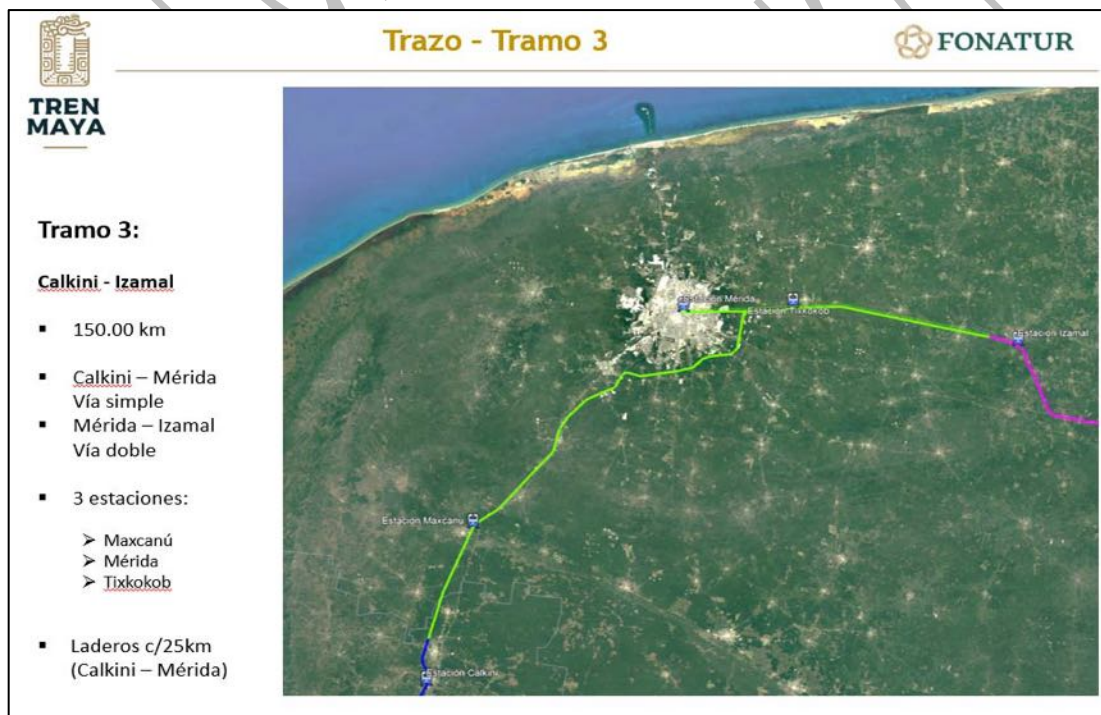 TREN
MAYA
Trazo - Tramo 3
FONATUR
Tramo 3:
Calkini - Izamal
▪ 150.00 km
▪ Calkini – Mérida
Vía simple
▪ Mérida – Izamal
Vía doble
▪ 3 estaciones:
➢ Maxcanú
➢ Mérida
➢ Tixkokob
▪ Laderos c/25km
(Calkini – Mérida)
Estación Mérida
Estación Tixkokob
Estación Izamal
Estación Maxcanú
Estación Calkini